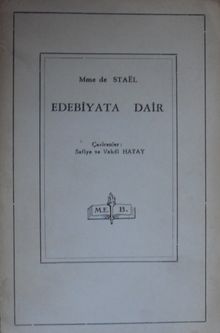 Mme de STAËL
EDEBİYATA DAİR
Çevirenler:
Safiye ve Vahdi HATAY
M.E. B.